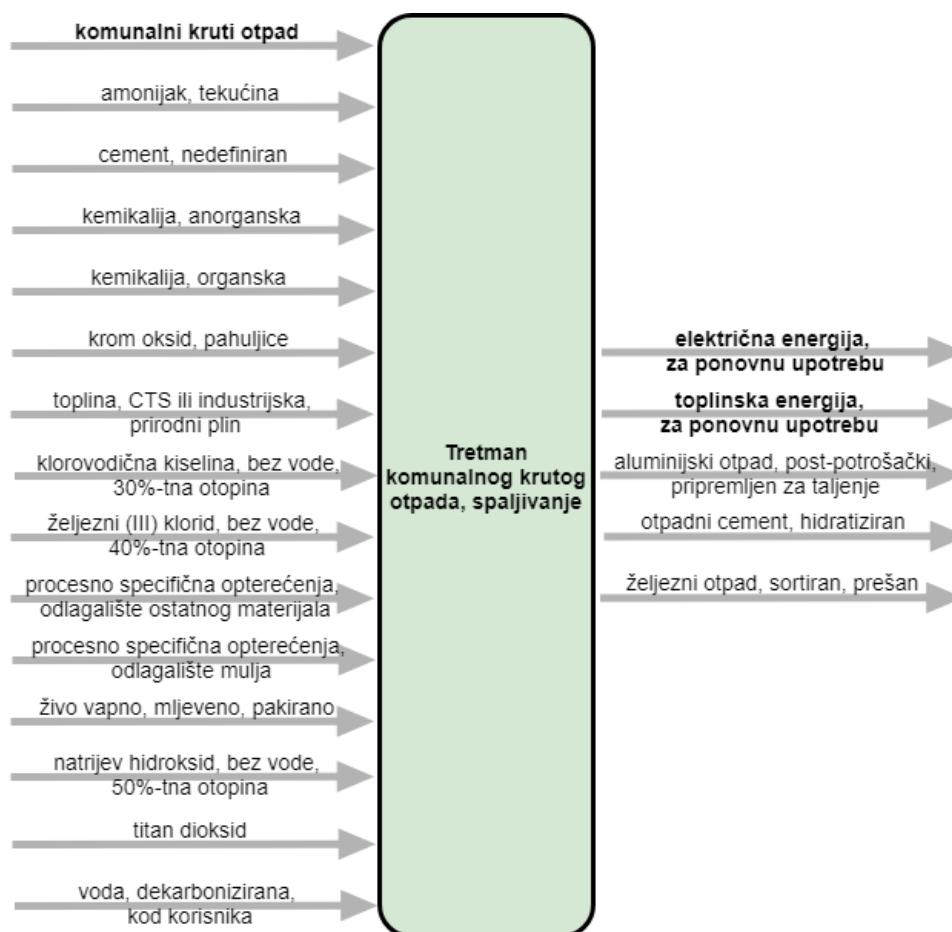 komunalni kruti otpad
amonijak, tekućina
cement, nedefiniran
kemikalija, anorganska
kemikalija, organska
krom oksid, pahuljice
toplina, CTS ili industrijska,
prirodni plin
klorovodična kiselina, bez vode,
30%-tna otopina
željezni (III) klorid, bez vode,
40%-tna otopina
procesno specifična opterećenja,
odlagalište ostatnog materijala
procesno specifična opterećenja,
odlagalište mulja
živo vapno, mljeveno, pakirano
natrijev hidroksid, bez vode,
50%-tna otopina
titan dioksid
voda, dekarbonizirana,
kod korisnika
Tretman
komunalnog krutog
otpada, spaljivanje
elektrićna energija,
za ponovnu upotrebu
toplinska energija,
za ponovnu upotrebu
aluminijski otpad, post-potrošački,
pripremljen za taljenje
otpadni cement, hidratiziran
željezni otpad, sortiran, prešan